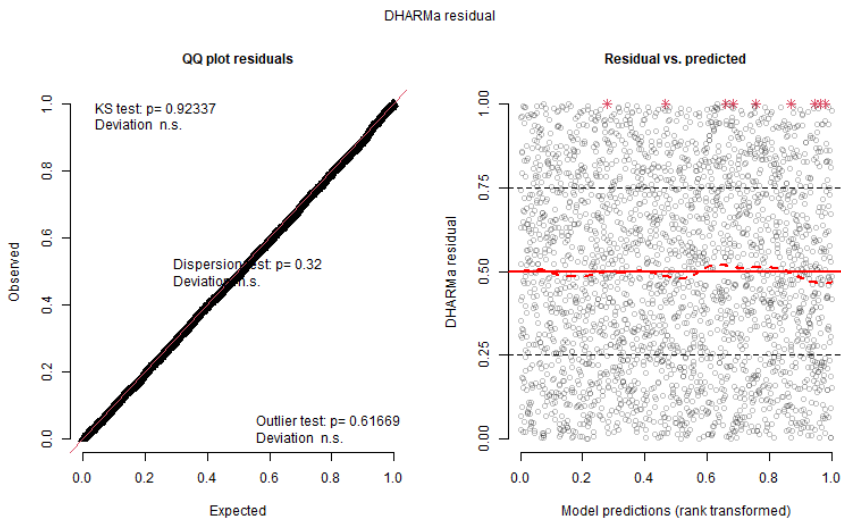 DHARMa residual
QQ plot residuals
KS test: p= 0.92337
Deviation n.s.
Dispersion test: p= 0.32
Deviation n.s.
Outlier test: p= 0.61669
Deviation n.s.
Observed
0.0 0.2 0.4 0.6 0.8 1.0
0.0 0.2 0.4 0.6 0.8 1.0
Expected
Residual vs. predicted
DHARMa residual
0.00 0.25 0.50 0.75 1.00
0.0 0.2 0.4 0.6 0.8 1.0
Model predictions (rank transformed)